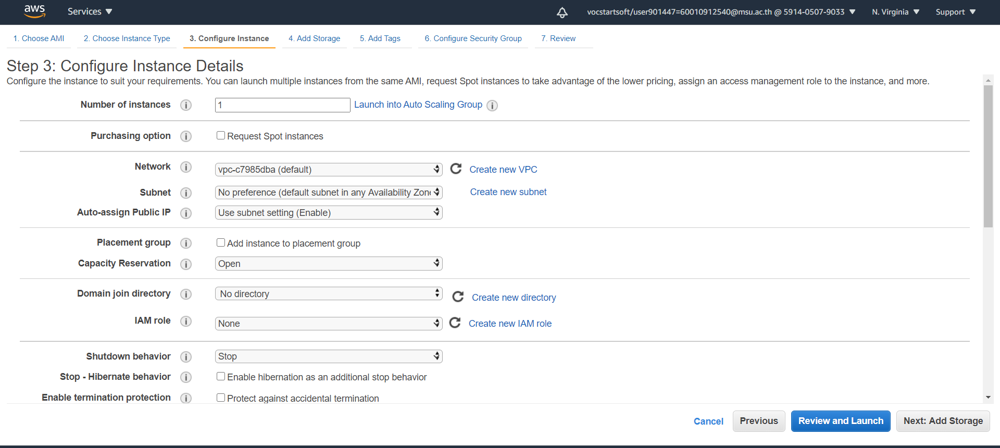 aws Services vocstartsoft/user901447=60010912540@msu.ac.th @ 5914-0507-9033 N. Virginia Support
1. Choose AMI 2. Choose Instance Type 3. Configure Instance 4. Add Storage 5. Add Tags 6. Configure Security Group 7. Review
Step 3: Configure Instance Details
Configure the instance to suit your requirements. You can launch multiple instances from the same AMI, request Spot instances to take advantage of the lower pricing, assign an access management role to the instance, and more.
Number of instances 1 Launch into Auto Scaling Group
Purchasing option Request Spot instances
Network vpc-c7985dba (default) Create new VPC
Subnet No preference (default subnet in any Availability Zone Create new subnet
Auto-assign Public IP Use subnet setting (Enable)
Placement group Add instance to placement group
Capacity Reservation Open
Domain join directory No directory Create new directory
IAM role None Create new IAM role
Shutdown behavior Stop
Stop - Hibernate behavior Enable hibernation as an additional stop behavior
Enable termination protection Protect against accidental termination
Cancel Previous Review and Launch Next: Add Storage